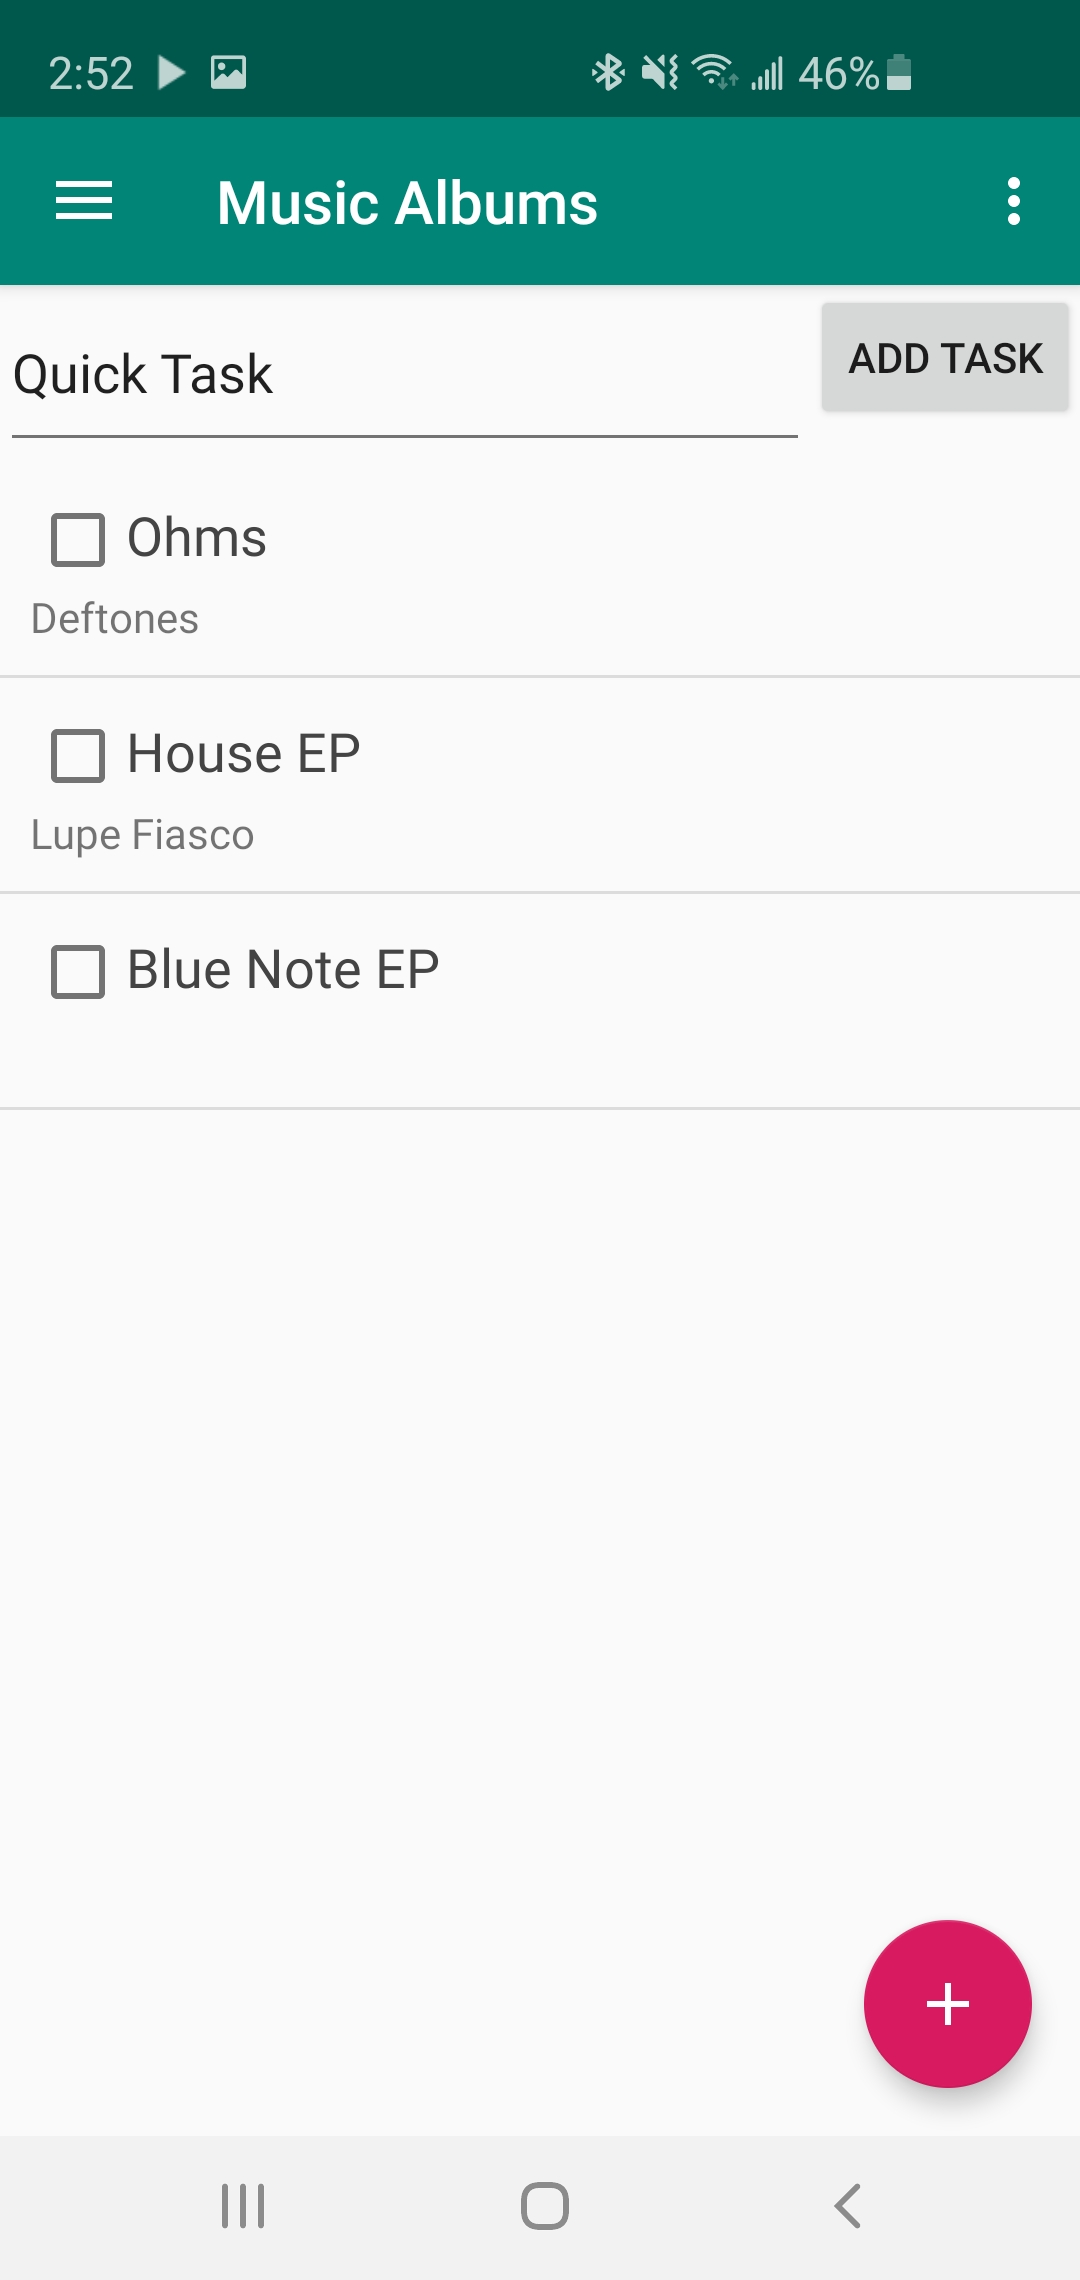 2:52 46%
Music Albums
Quick Task ADD TASK
Ohms
Deftones
House EP
Lupe Fiasco
Blue Note EP